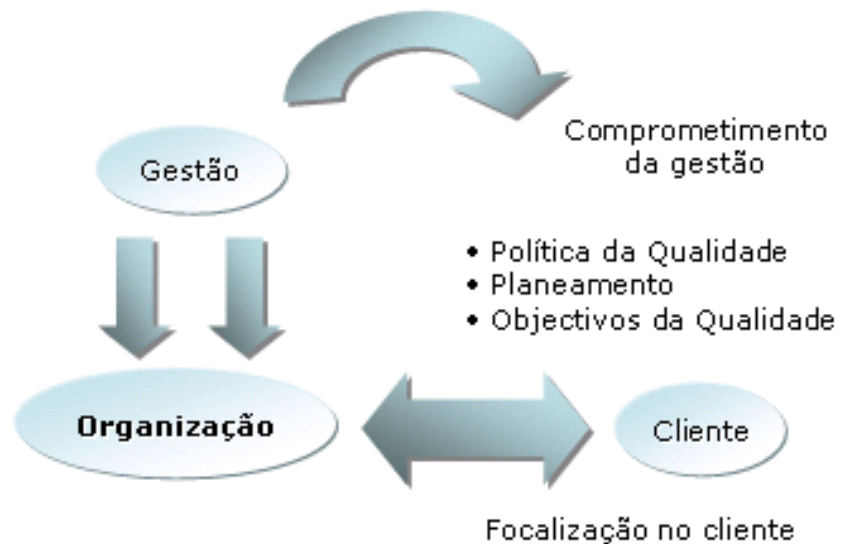 Comprometimento
da gestão
Gestão
• Política da Qualidade
• Planeamento
• Objectivos da Qualidade
Organização
Cliente
Focalização no cliente